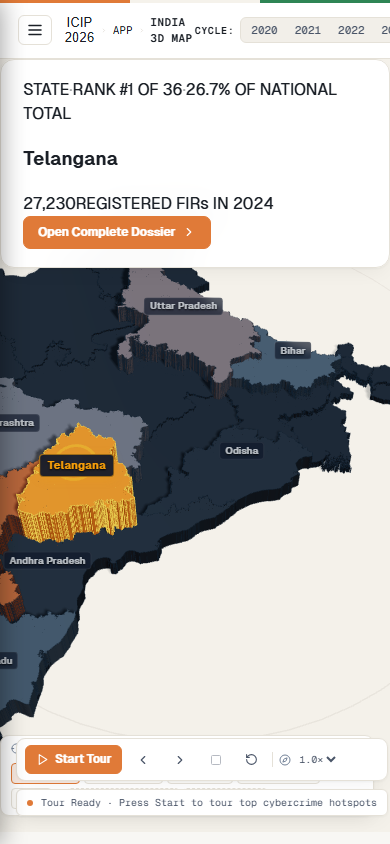 ICIP 2026
APP
INDIA 3D MAP
CYCLE:
2020 2021 2022
STATE RANK #1 OF 36·26.7% OF NATIONAL
TOTAL
Telangana
27,230REGISTERED FIRs IN 2024
Open Complete Dossier
Uttar Pradesh
Bihar
rashtra
Telangana
Odisha
Andhra Pradesh
du
Start Tour
1.0×
Tour Ready · Press Start to tour top cybercrime hotspots